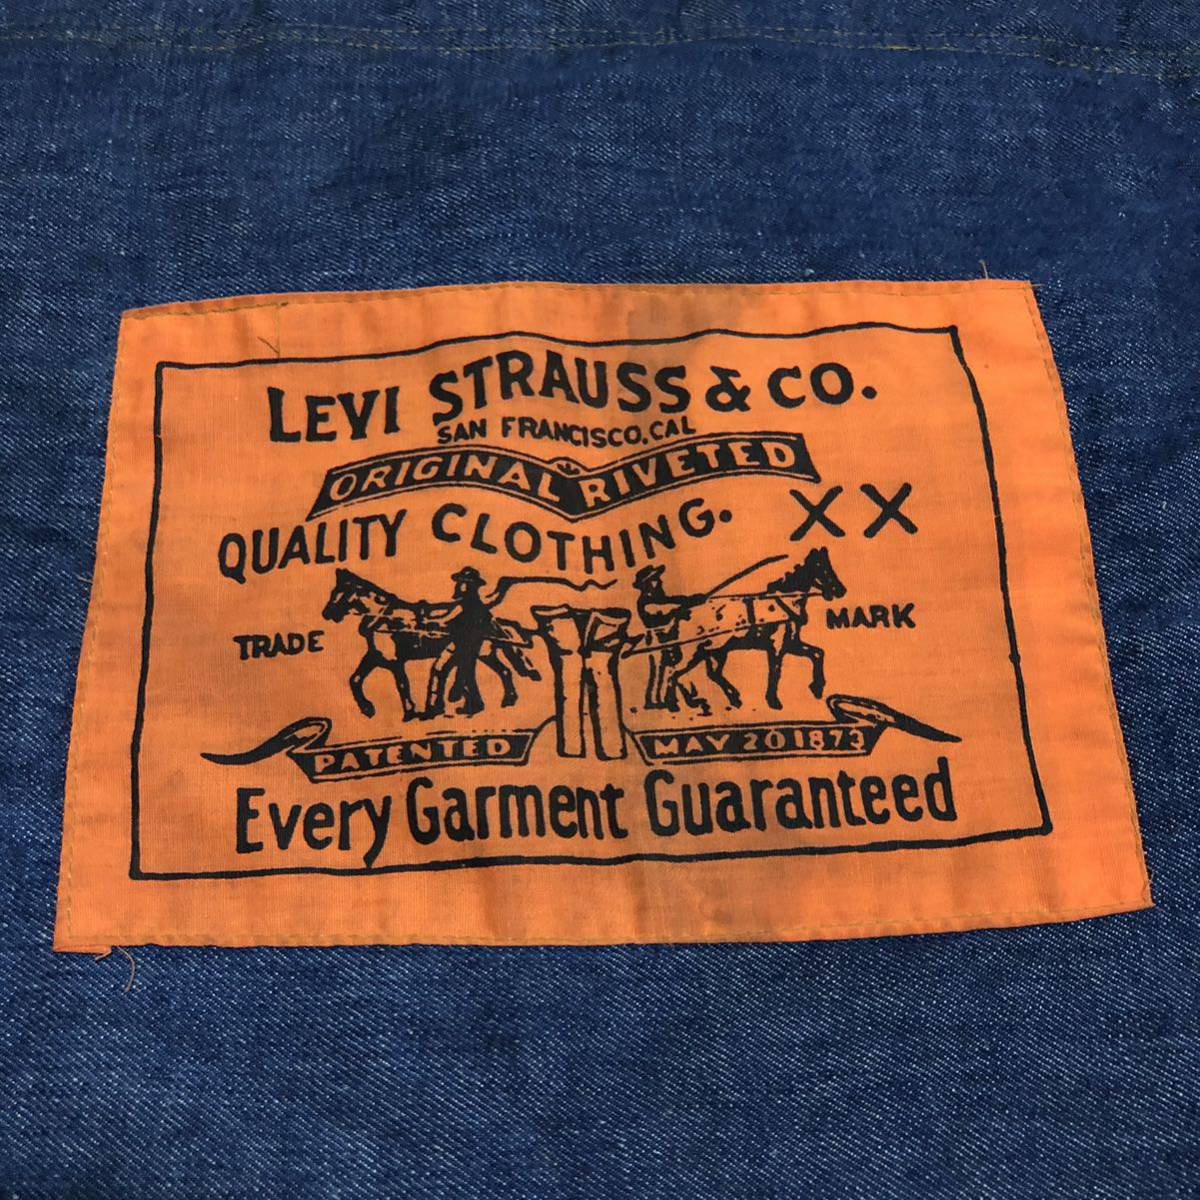 LEVI STRAUSS & CO.
SAN FRANCISCO, CAL
ORIGINAL RIVETED
QUALITY CLOTHING. XX
TRADE MARK
PATENTED MAY 20 1873
Every Garment Guaranteed